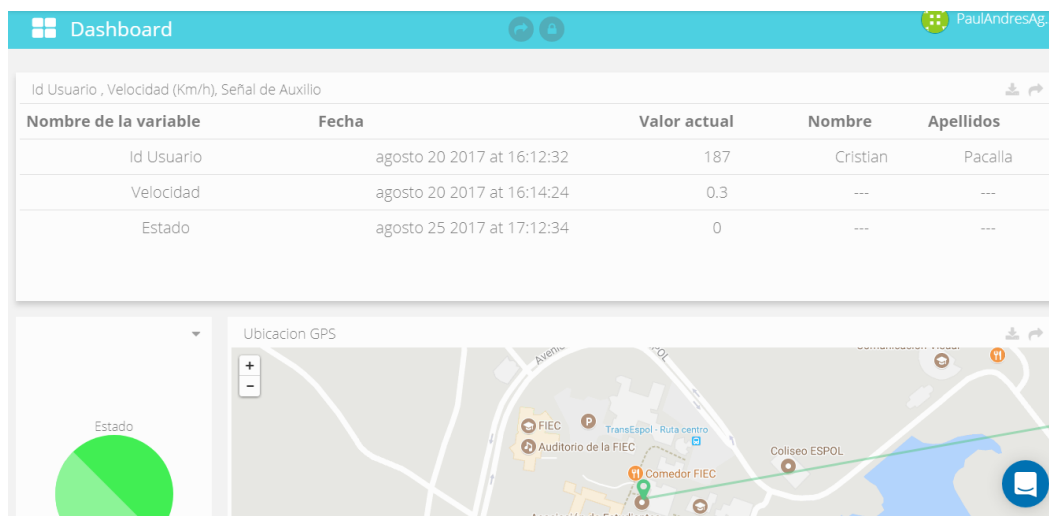 Dashboard
PaulAndresAg..
Id Usuario , Velocidad (Km/h), Señal de Auxilio
Nombre de la variable Fecha Valor actual Nombre Apellidos
Id Usuario agosto 20 2017 at 16:12:32 187 Cristian Pacalla
Velocidad agosto 20 2017 at 16:14:24 0.3 --- ---
Estado agosto 25 2017 at 17:12:34 0 --- ---
Ubicacion GPS
+
-
Estado
P
FIEC
TransEspol - Ruta centro
Auditorio de la FIEC
Coliseo ESPOL
Comedor FIEC